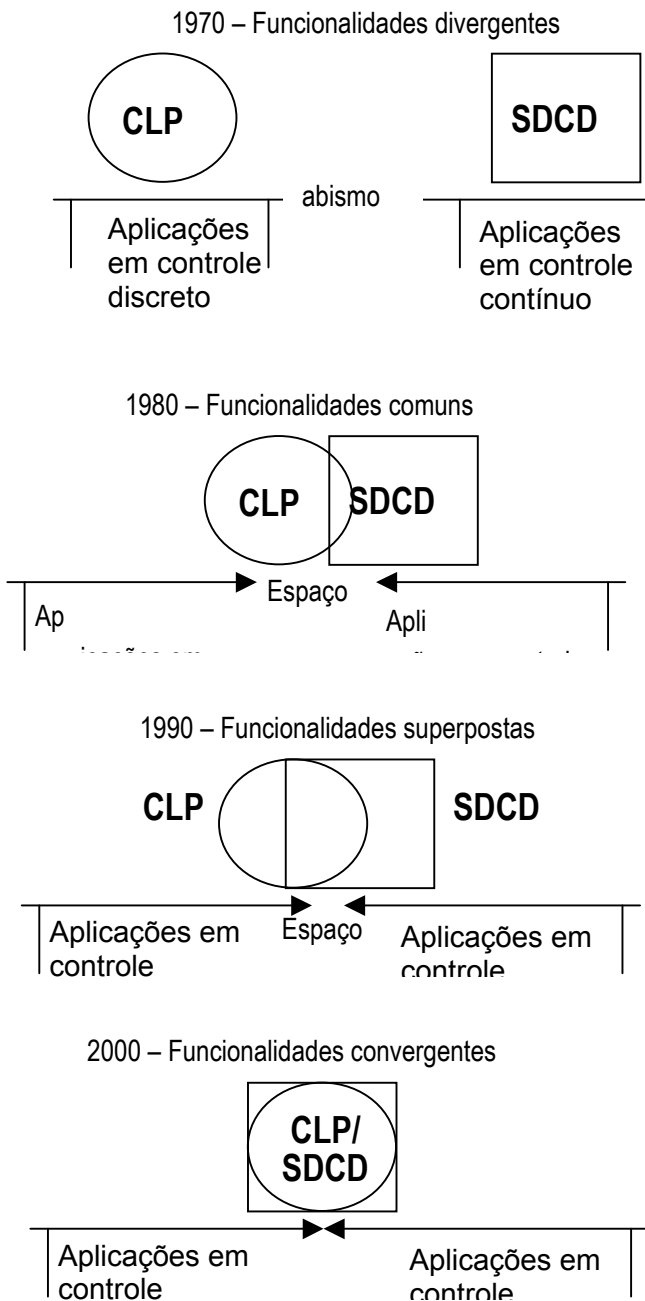 1970 – Funcionalidades divergentes
CLP
SDCD
abismo
Aplicações
em controle
discreto
Aplicações
em controle
contínuo
1980 – Funcionalidades comuns
CLP
SDCD
Espaço
Ap
Apli
1990 – Funcionalidades superpostas
CLP
SDCD
Espaço
Aplicações em
controle
Aplicações em
controle
2000 – Funcionalidades convergentes
CLP/
SDCD
Aplicações em
controle
Aplicações em
controle